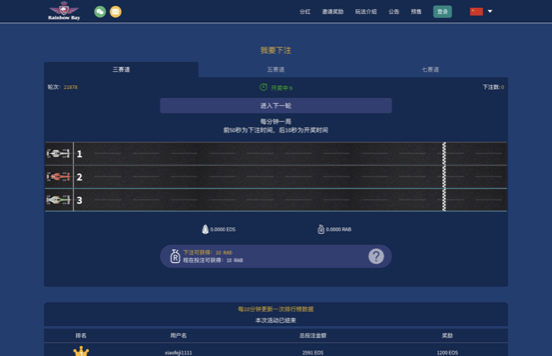 Rainbow Bay
分红 邀请奖励 玩法介绍 公告 预售 登录
我要下注
三赛道 五赛道 七赛道
轮次: 21878 开奖中 下注数: 0
进入下一轮
每分钟一局
前50秒为下注时间，后10秒为开奖时间
1
2
3
0.0000 EOS 0.0000 RAB
下注可获得: 10 RAB
现在投注可获得: 10 RAB
?
每10分钟更新一次排行榜数据
本次活动已结束
排名 用户名 总投注金额 奖励
xiaofeiji1111 2591 EOS 1200 EOS